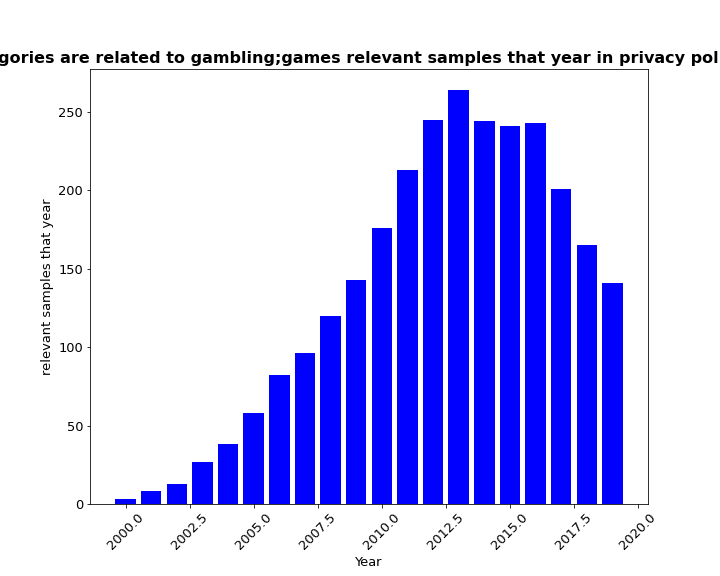 gories are related to gambling;games relevant samples that year in privacy pol
relevant samples that year
250
200
150
100
50
0
2000.0 2002.5 2005.0 2007.5 2010.0 2012.5 2015.0 2017.5 2020.0
Year